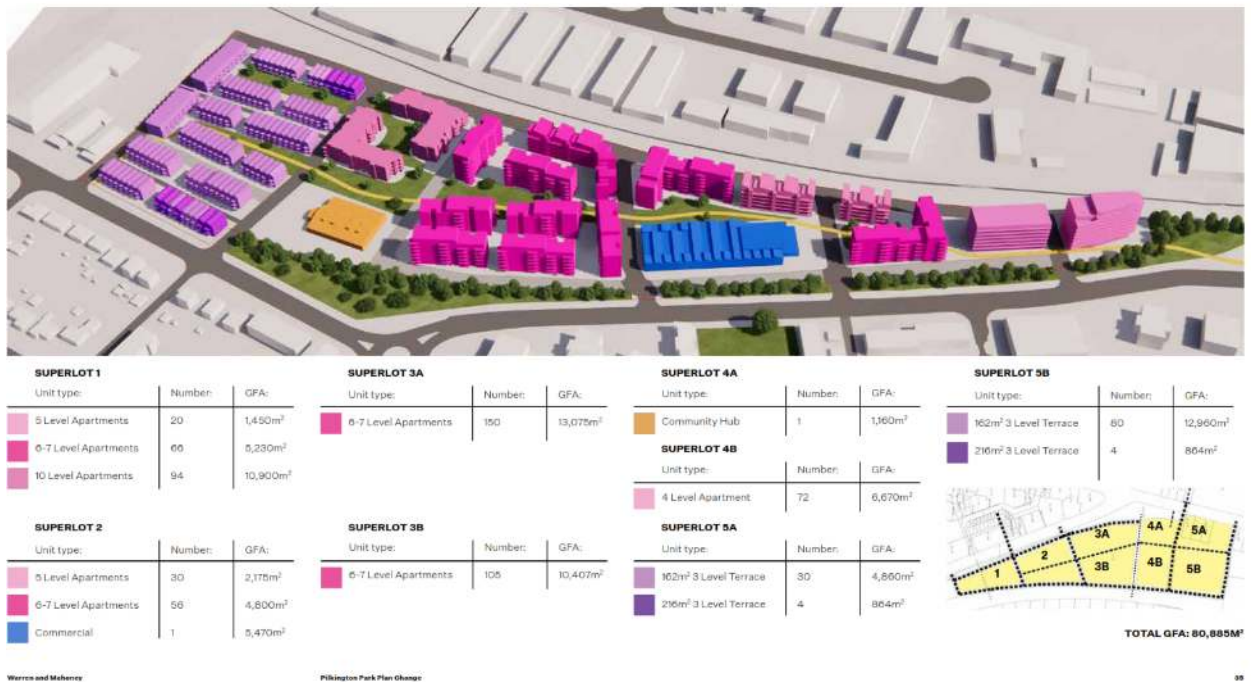 SUPERLOT 1
Unit type: Number: GFA:
5 Level Apartments 20 1,450m²
6-7 Level Apartments 66 5,230m²
10 Level Apartments 94 10,900m²
SUPERLOT 2
Unit type: Number: GFA:
5 Level Apartments 30 2,175m²
6-7 Level Apartments 56 4,800m²
Commercial 1 5,470m²
SUPERLOT 3A
Unit type: Number: GFA:
6-7 Level Apartments 150 13,075m²
SUPERLOT 3B
Unit type: Number: GFA:
6-7 Level Apartments 105 10,407m²
SUPERLOT 4A
Unit type: Number: GFA:
Community Hub 1 1,160m²
SUPERLOT 4B
Unit type: Number: GFA:
4 Level Apartment 72 6,670m²
SUPERLOT 5A
Unit type: Number: GFA:
162m² 3 Level Terrace 30 4,860m²
216m² 3 Level Terrace 4 864m²
SUPERLOT 5B
Unit type: Number: GFA:
162m² 3 Level Terrace 80 12,960m²
216m² 3 Level Terrace 4 864m²
1
2
3A
3B
4A
4B
5A
5B
TOTAL GFA: 80,885M²
Warren and Mahoney
Pilkington Park Plan Change